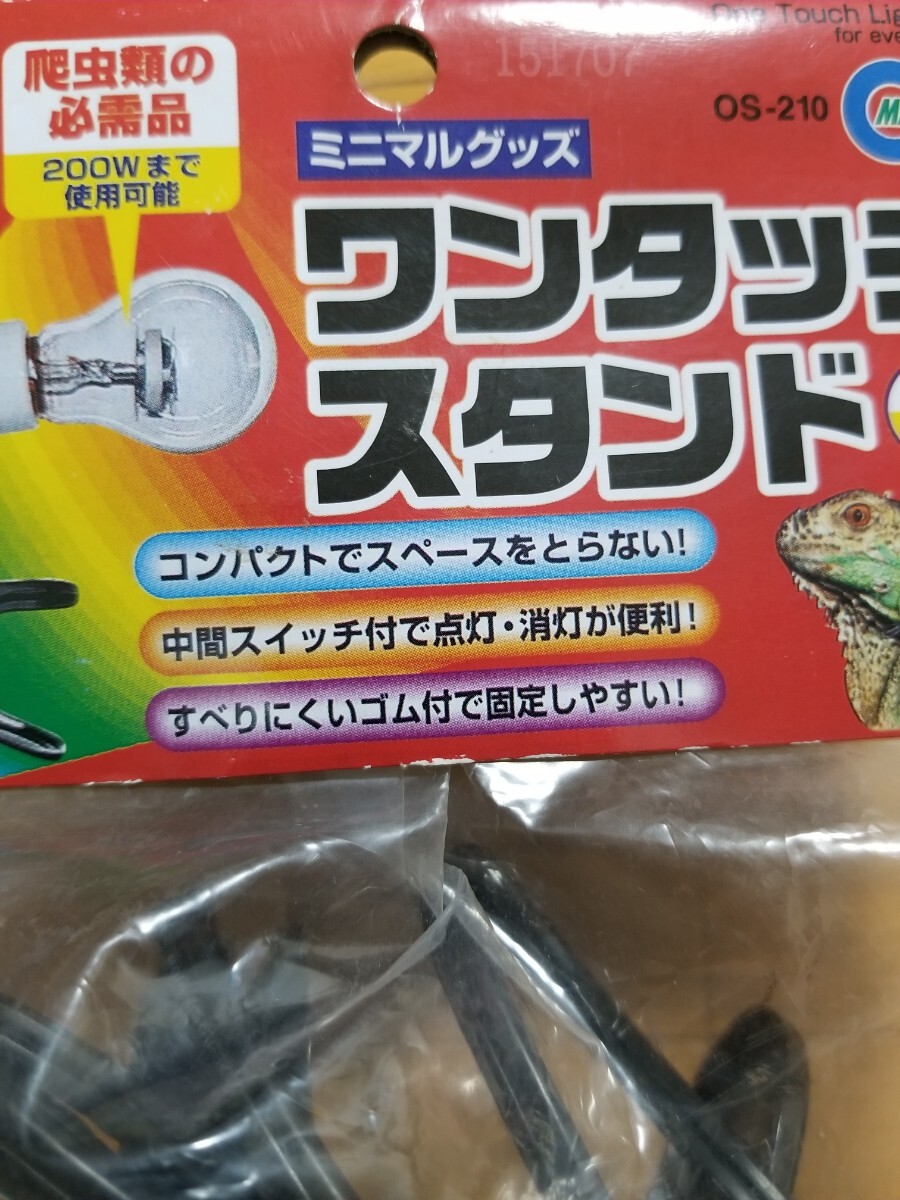 One Touch
for
151707
OS-210
爬虫類の
必需品
200Wまで
使用可能
ミニマルグッズ
ワンタッチ
スタンド
コンパクトでスペースをとらない!
中間スイッチ付で点灯・消灯が便利!
すべりにくいゴム付で固定しやすい!